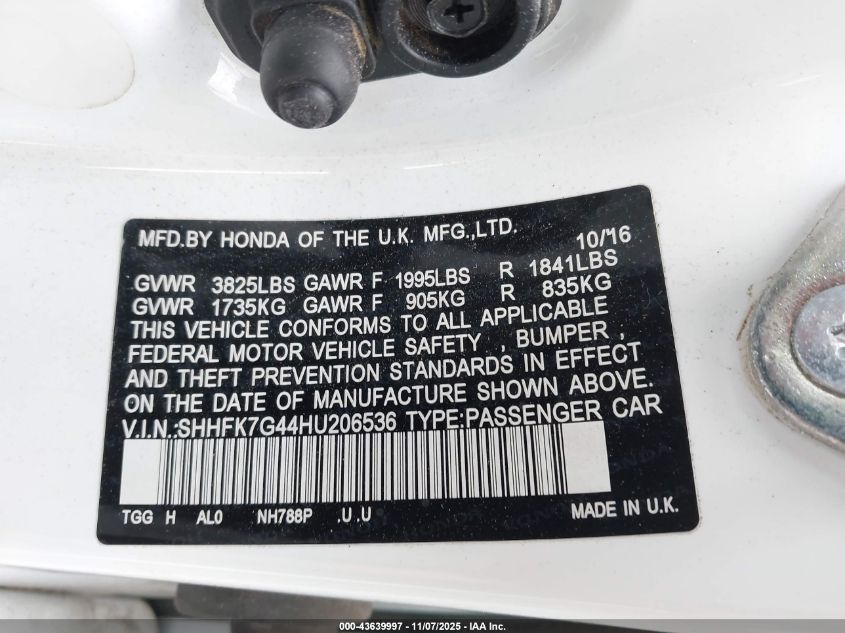 MFD.BY HONDA OF THE U.K. MFG.,LTD. 10/'16
GVWR 3825LBS GAWR F 1995LBS R 1841LBS
GVWR 1735KG GAWR F 905KG R 835KG
THIS VEHICLE CONFORMS TO ALL APPLICABLE
FEDERAL MOTOR VEHICLE SAFETY , BUMPER ,
AND THEFT PREVENTION STANDARDS IN EFFECT
ON THE DATE OF MANUFACTURE SHOWN ABOVE.
V.I.N.:SHHFK7G44HU206536 TYPE:PASSENGER CAR
TGG H AL0 NH788P .U .U MADE IN U.K.
000-43639997 - 11/07/2025 - IAA Inc.